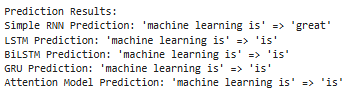 Prediction Results:
Simple RNN Prediction: 'machine learning is' => 'great'
LSTM Prediction: 'machine learning is' => 'is'
BiLSTM Prediction: 'machine learning is' => 'is'
GRU Prediction: 'machine learning is' => 'is'
Attention Model Prediction: 'machine learning is' => 'is'